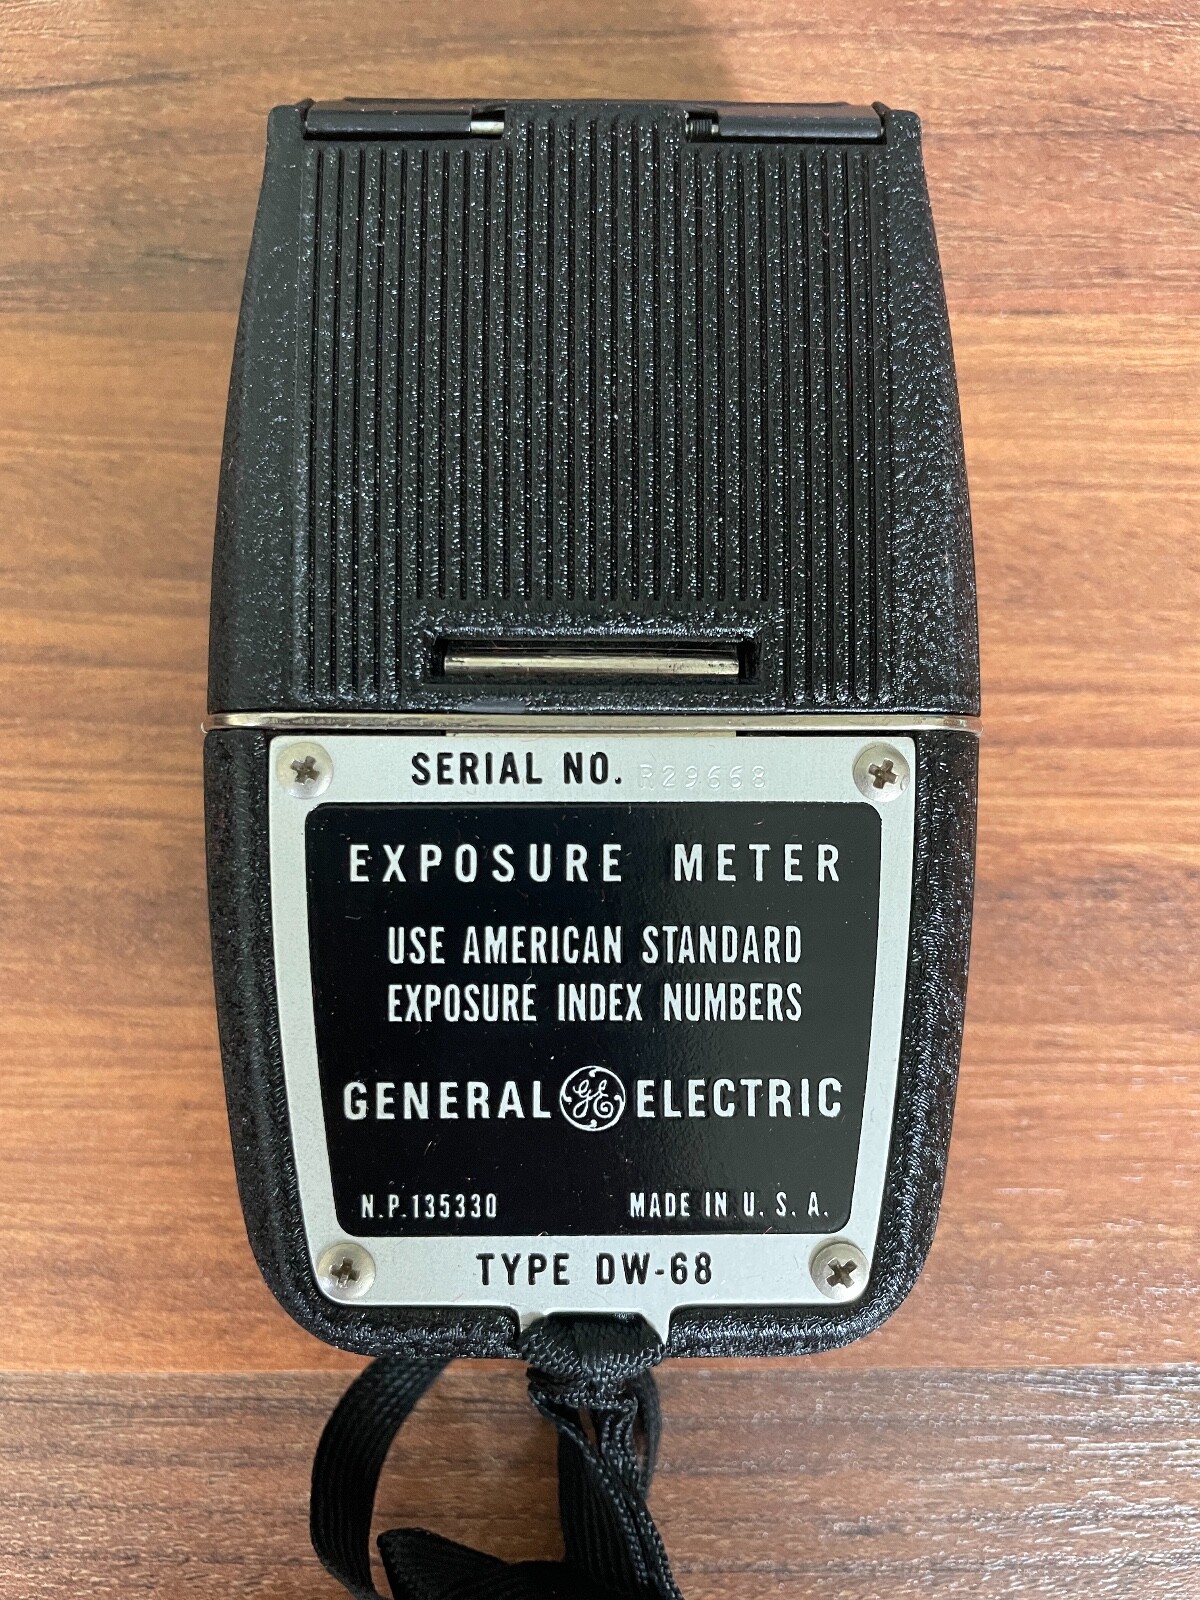 SERIAL NO. R29668
EXPOSURE METER
USE AMERICAN STANDARD
EXPOSURE INDEX NUMBERS
GENERAL GE ELECTRIC
N.P.135330 MADE IN U. S. A.
TYPE DW-68